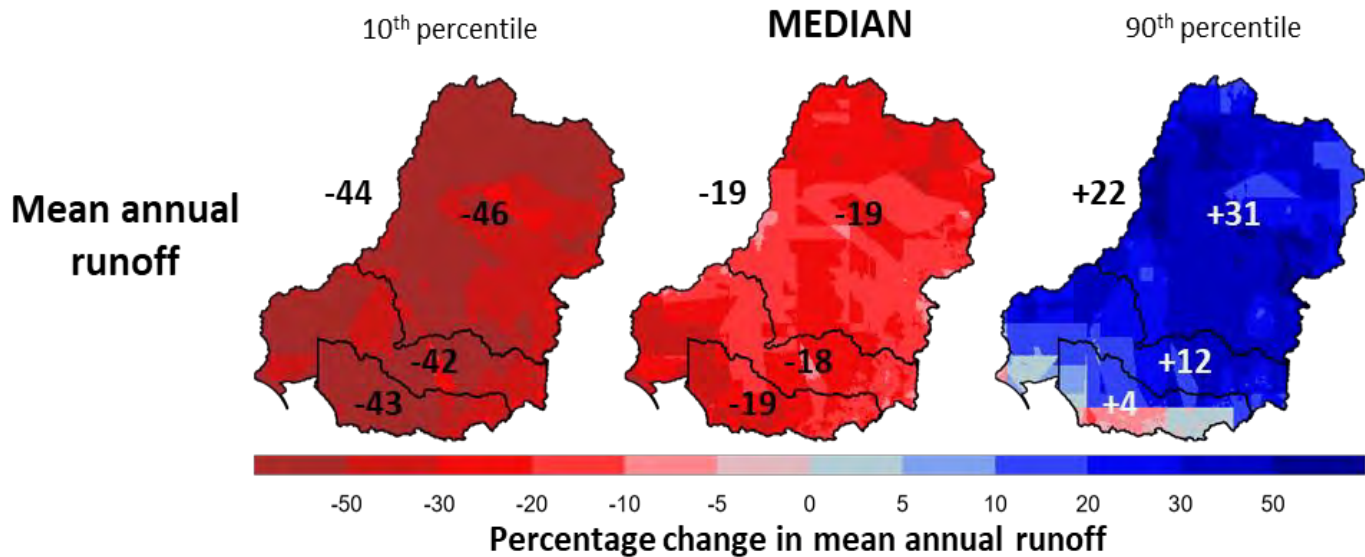 10th percentile
MEDIAN
90th percentile
Mean annual
runoff
-44
-46
-42
-43
-19
-19
-18
-19
+22
+31
+12
+4
-50 -30 -20 -10 -5 0 5 10 20 30 50
Percentage change in mean annual runoff